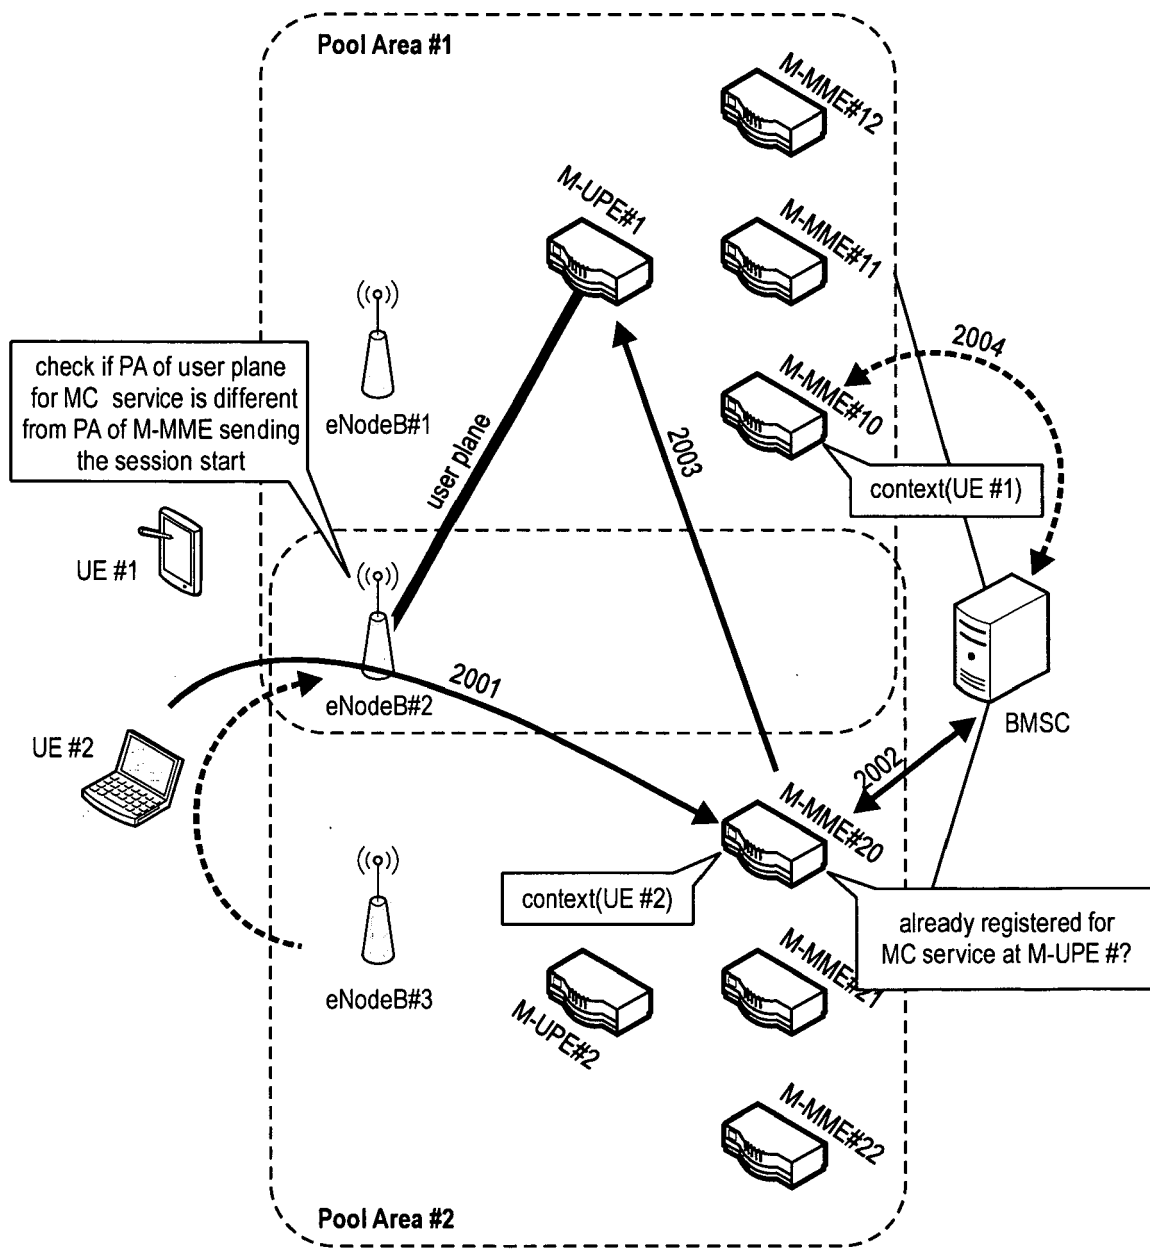 Pool Area #1
M-MME#12
M-UPE#1
M-MME#11
2004
check if PA of user plane
for MC service is different
from PA of M-MME sending
the session start
eNodeB#1
user plane
2003
M-MME#10
context(UE #1)
UE #1
eNodeB#2
2001
BMSC
UE #2
2002
M-MME#20
context(UE #2)
already registered for
MC service at M-UPE #?
eNodeB#3
M-UPE#2
M-MME#21
M-MME#22
Pool Area #2